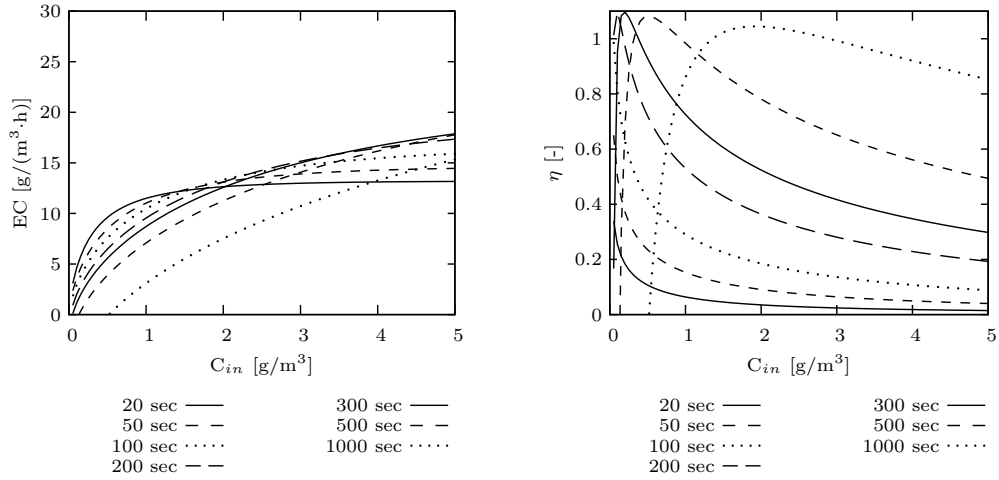 30
25
20
15
10
5
0
EC [g/(m³·h)]
0 1 2 3 4 5
C_in [g/m³]
20 sec 300 sec
50 sec 500 sec
100 sec 1000 sec
200 sec
1
0.8
0.6
0.4
0.2
0
η [-]
0 1 2 3 4 5
C_in [g/m³]
20 sec 300 sec
50 sec 500 sec
100 sec 1000 sec
200 sec